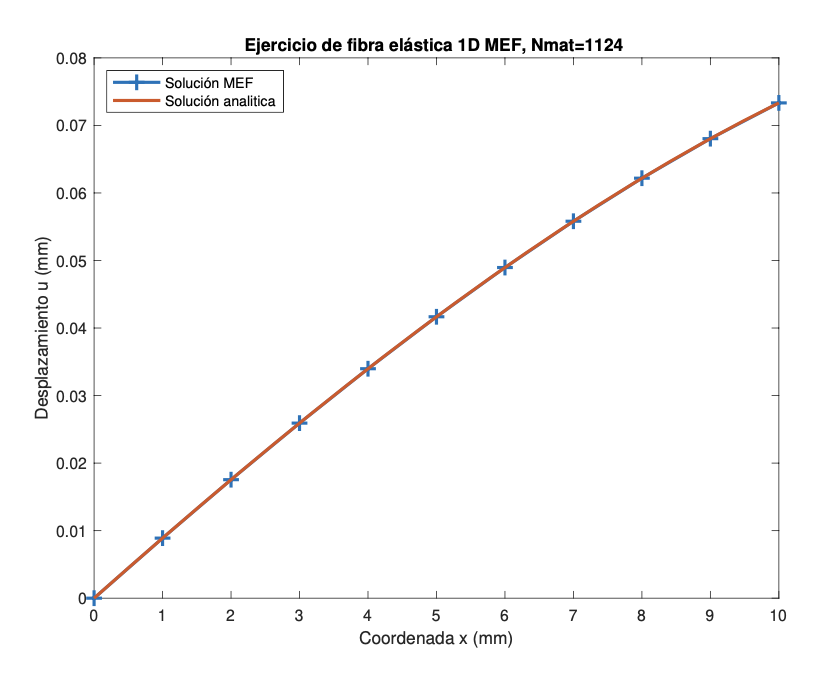 Ejercicio de fibra elástica 1D MEF, Nmat=1124
Solución MEF
Solución analitica
Desplazamiento u (mm)
0.08
0.07
0.06
0.05
0.04
0.03
0.02
0.01
0
0 1 2 3 4 5 6 7 8 9 10
Coordenada x (mm)